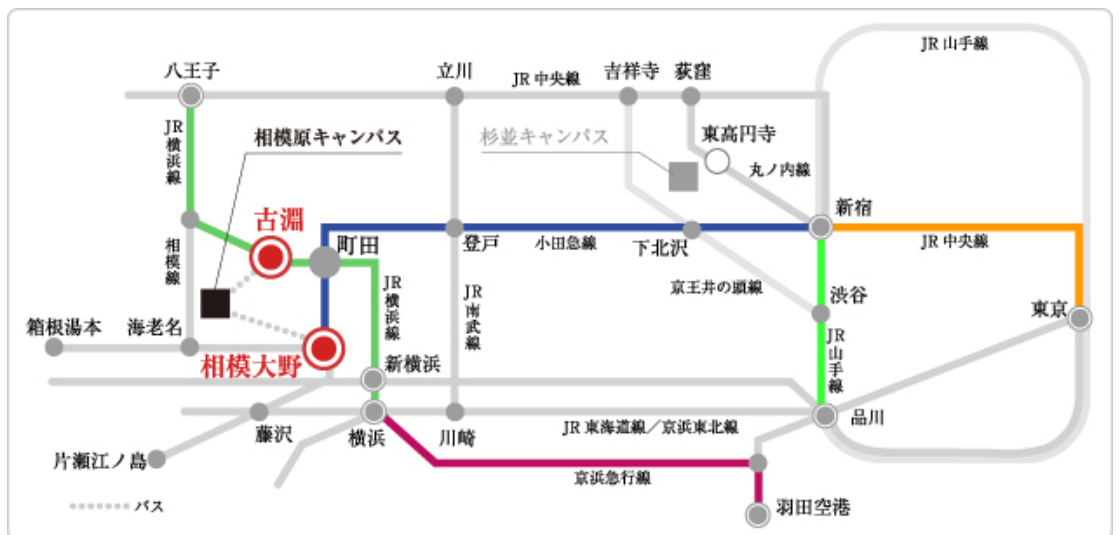 JR 山手線
八王子
立川
JR 中央線
吉祥寺
荻窪
JR横浜線
相模原キャンパス
杉並キャンパス
東高円寺
丸ノ内線
新宿
古淵
町田
登戸
小田急線
下北沢
JR 中央線
相模線
JR横浜線
JR南武線
京王井の頭線
渋谷
東京
箱根湯本
海老名
相模大野
新横浜
JR山手線
藤沢
横浜
川崎
JR 東海道線／京浜東北線
品川
片瀬江ノ島
京浜急行線
バス
羽田空港